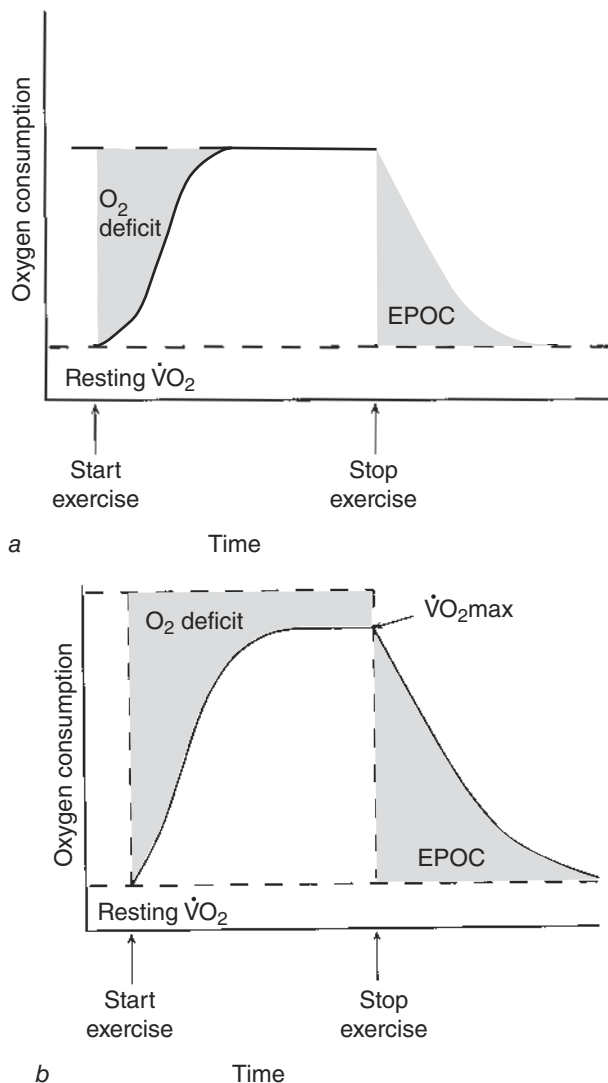 Oxygen consumption
O₂
deficit
EPOC
Resting V̇O₂
Start
exercise
Stop
exercise
a
Time
O₂ deficit
V̇O₂max
Oxygen consumption
EPOC
Resting V̇O₂
Start
exercise
Stop
exercise
b
Time